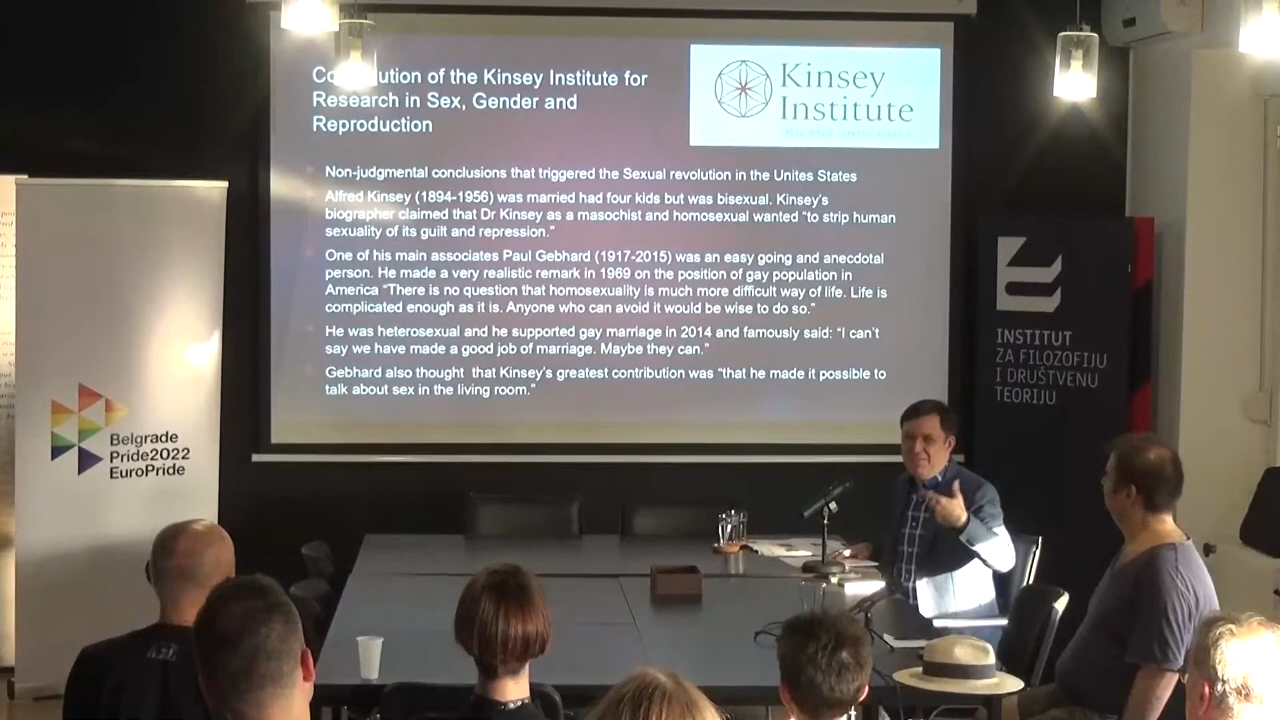 Contribution of the Kinsey Institute for
Research in Sex, Gender and
Reproduction
Kinsey
Institute
Non-judgmental conclusions that triggered the Sexual revolution in the Unites States
Alfred Kinsey (1894-1956) was married had four kids but was bisexual. Kinsey's
biographer claimed that Dr Kinsey as a masochist and homosexual wanted “to strip human
sexuality of its guilt and repression.”
One of his main associates Paul Gebhard (1917-2015) was an easy going and anecdotal
person. He made a very realistic remark in 1969 on the position of gay population in
America “There is no question that homosexuality is much more difficult way of life. Life is
complicated enough as it is. Anyone who can avoid it would be wise to do so.”
He was heterosexual and he supported gay marriage in 2014 and famously said: “I can't
say we have made a good job of marriage. Maybe they can.”
Gebhard also thought that Kinsey's greatest contribution was “that he made it possible to
talk about sex in the living room.”
Belgrade
Pride2022
EuroPride
INSTITUT
ZA FILOZOFIJU
I DRUŠTVENU
TEORIJU